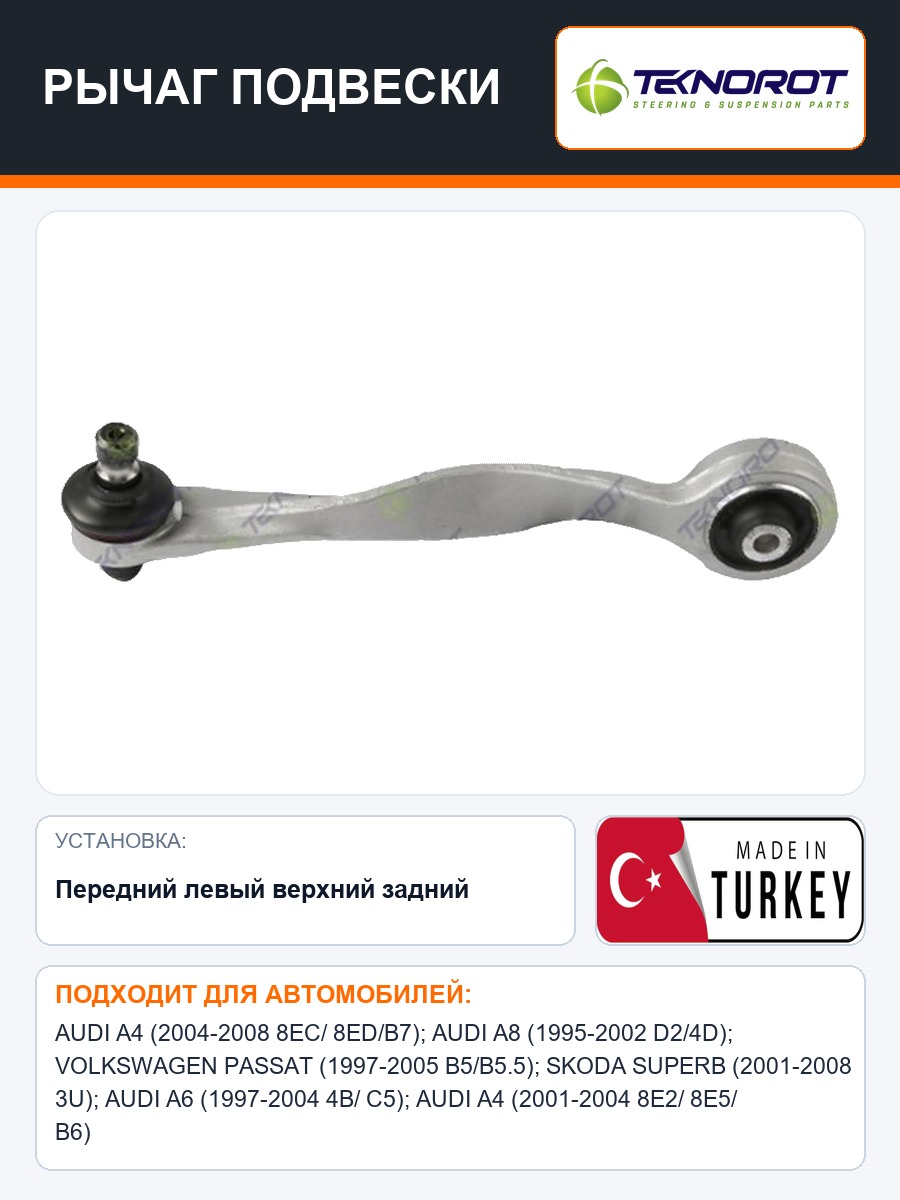 РЫЧАГ ПОДВЕСКИ
TEKNOROT
STEERING & SUSPENSION PARTS
TEKNOROT
УСТАНОВКА:
Передний левый верхний задний
MADE IN
TURKEY
ПОДХОДИТ ДЛЯ АВТОМОБИЛЕЙ:
AUDI A4 (2004-2008 8EC/ 8ED/B7); AUDI A8 (1995-2002 D2/4D);
VOLKSWAGEN PASSAT (1997-2005 B5/B5.5); SKODA SUPERB (2001-2008
3U); AUDI A6 (1997-2004 4B/ C5); AUDI A4 (2001-2004 8E2/ 8E5/
B6)